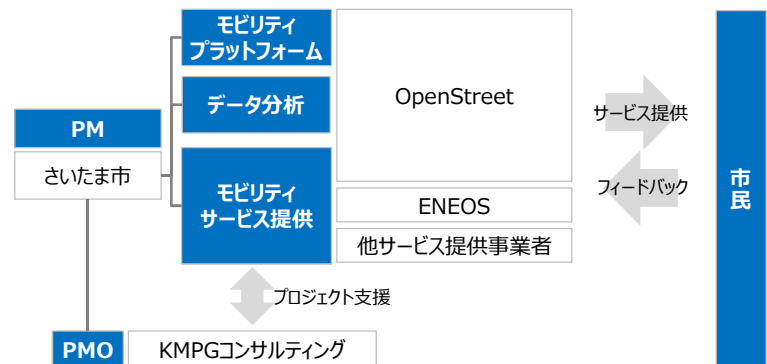 モビリティ
プラットフォーム
データ分析
PM
さいたま市
モビリティ
サービス提供
OpenStreet
ENEOS
他サービス提供事業者
サービス提供
フィードバック
市民
プロジェクト支援
PMO
KMPGコンサルティング